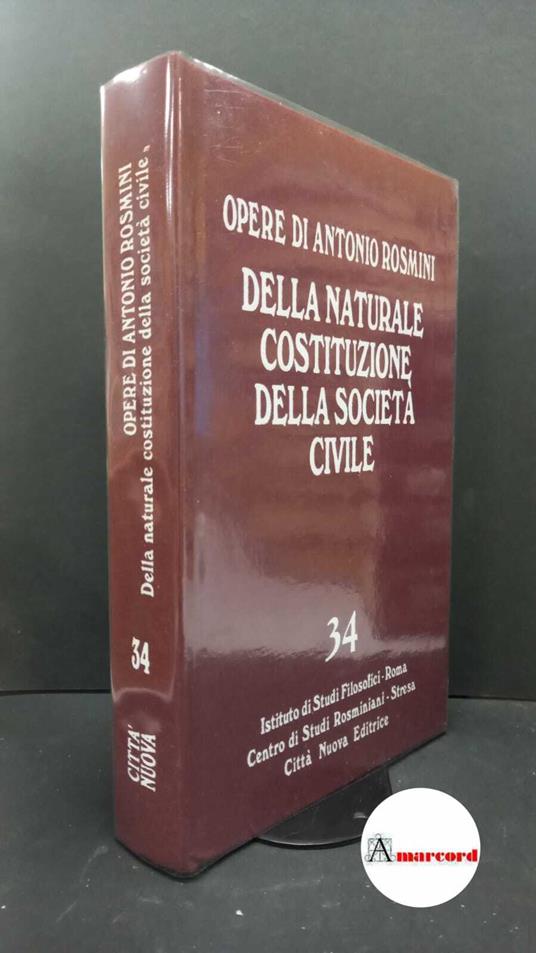 OPERE DI ANTONIO ROSMINI
Della naturale costituzione della società civile
34
CITTA'
NUOVA
OPERE DI ANTONIO ROSMINI
DELLA NATURALE
COSTITUZIONE
DELLA SOCIETÀ
CIVILE
34
Istituto di Studi Filosofici - Roma
Centro di Studi Rosminiani - Stresa
Città Nuova Editrice
Amarcord